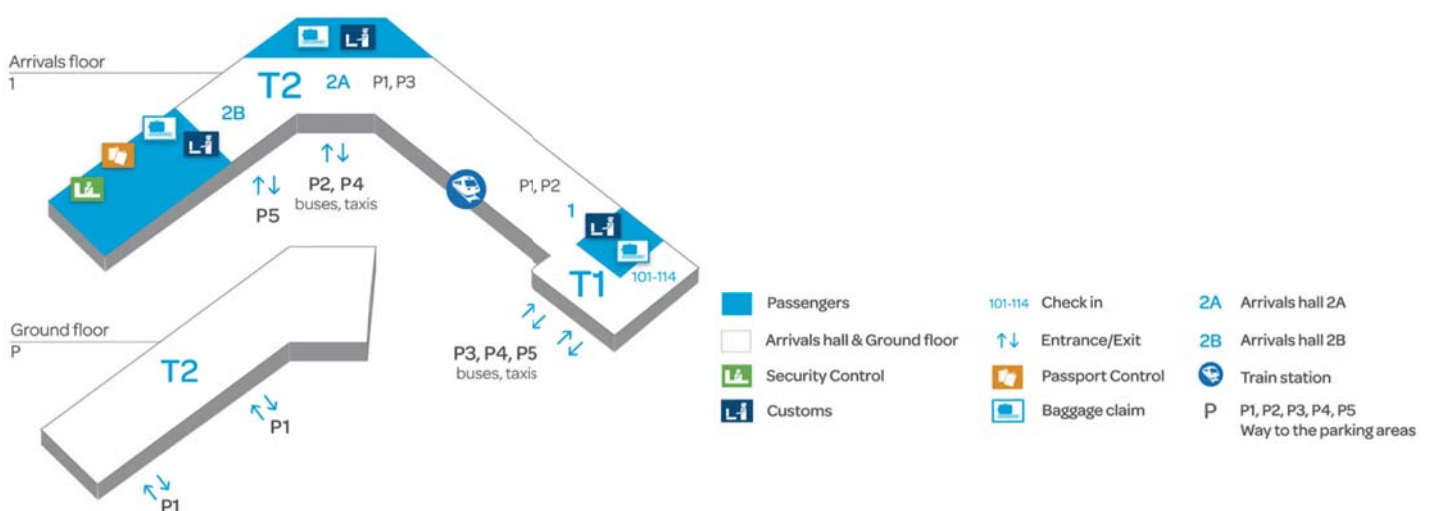 Arrivals floor
1
T2
2A
P1, P3
2B
P5
P2, P4
buses, taxis
P1, P2
1
T1
101-114
P3, P4, P5
buses, taxis
Ground floor
P
T2
P1
P1
Passengers
Arrivals hall & Ground floor
Security Control
Customs
101-114 Check in
Entrance/Exit
Passport Control
Baggage claim
2A Arrivals hall 2A
2B Arrivals hall 2B
Train station
P P1, P2, P3, P4, P5
Way to the parking areas